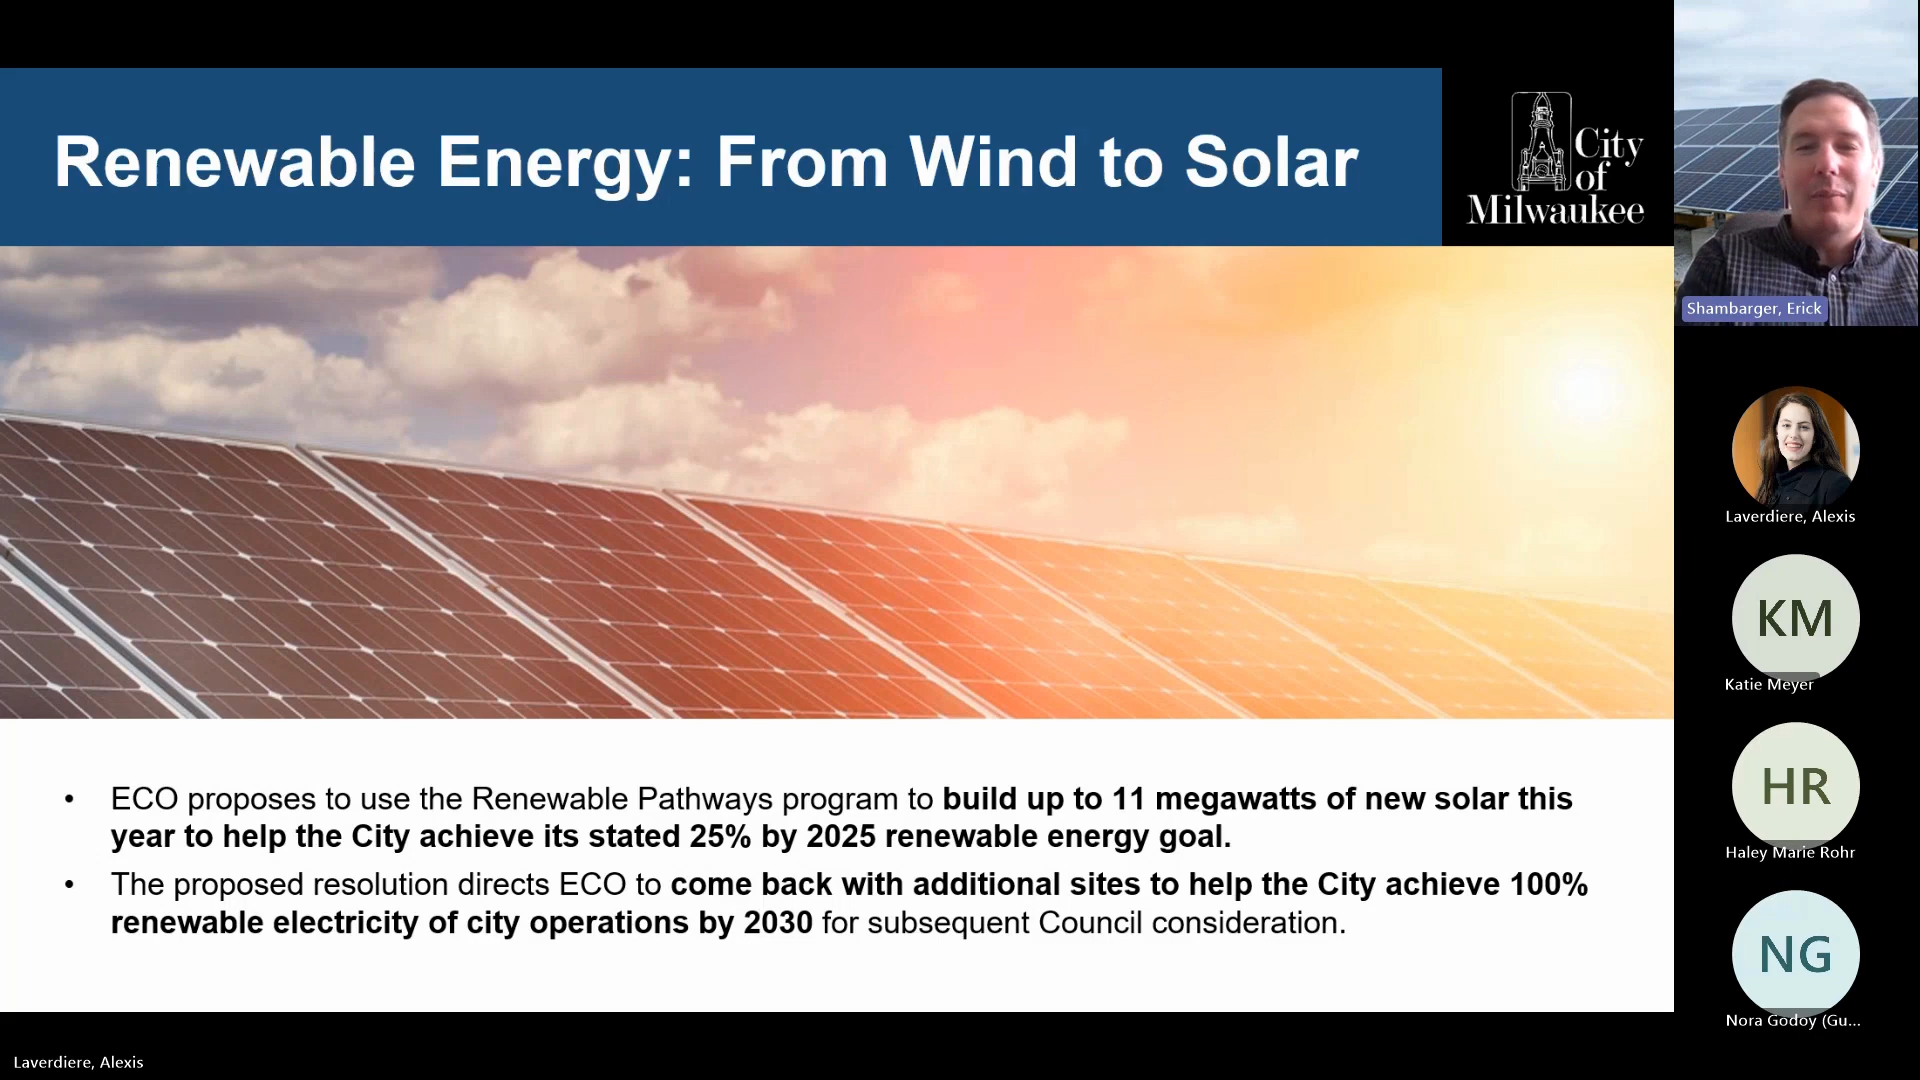 Renewable Energy: From Wind to Solar
City
of
Milwaukee
• ECO proposes to use the Renewable Pathways program to build up to 11 megawatts of new solar this
year to help the City achieve its stated 25% by 2025 renewable energy goal.
• The proposed resolution directs ECO to come back with additional sites to help the City achieve 100%
renewable electricity of city operations by 2030 for subsequent Council consideration.
Shambarger, Erick
Laverdiere, Alexis
KM
Katie Meyer
HR
Haley Marie Rohr
NG
Nora Godoy (Gu...
Laverdiere, Alexis